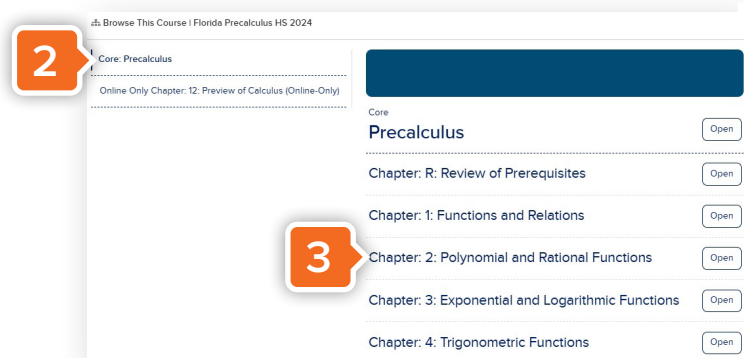 Browse This Course | Florida Precalculus HS 2024
2
Core: Precalculus
Online Only Chapter: 12: Preview of Calculus (Online-Only)
Core
Precalculus
Open
Chapter: R: Review of Prerequisites
Open
Chapter: 1: Functions and Relations
Open
3
Chapter: 2: Polynomial and Rational Functions
Open
Chapter: 3: Exponential and Logarithmic Functions
Open
Chapter: 4: Trigonometric Functions
Open